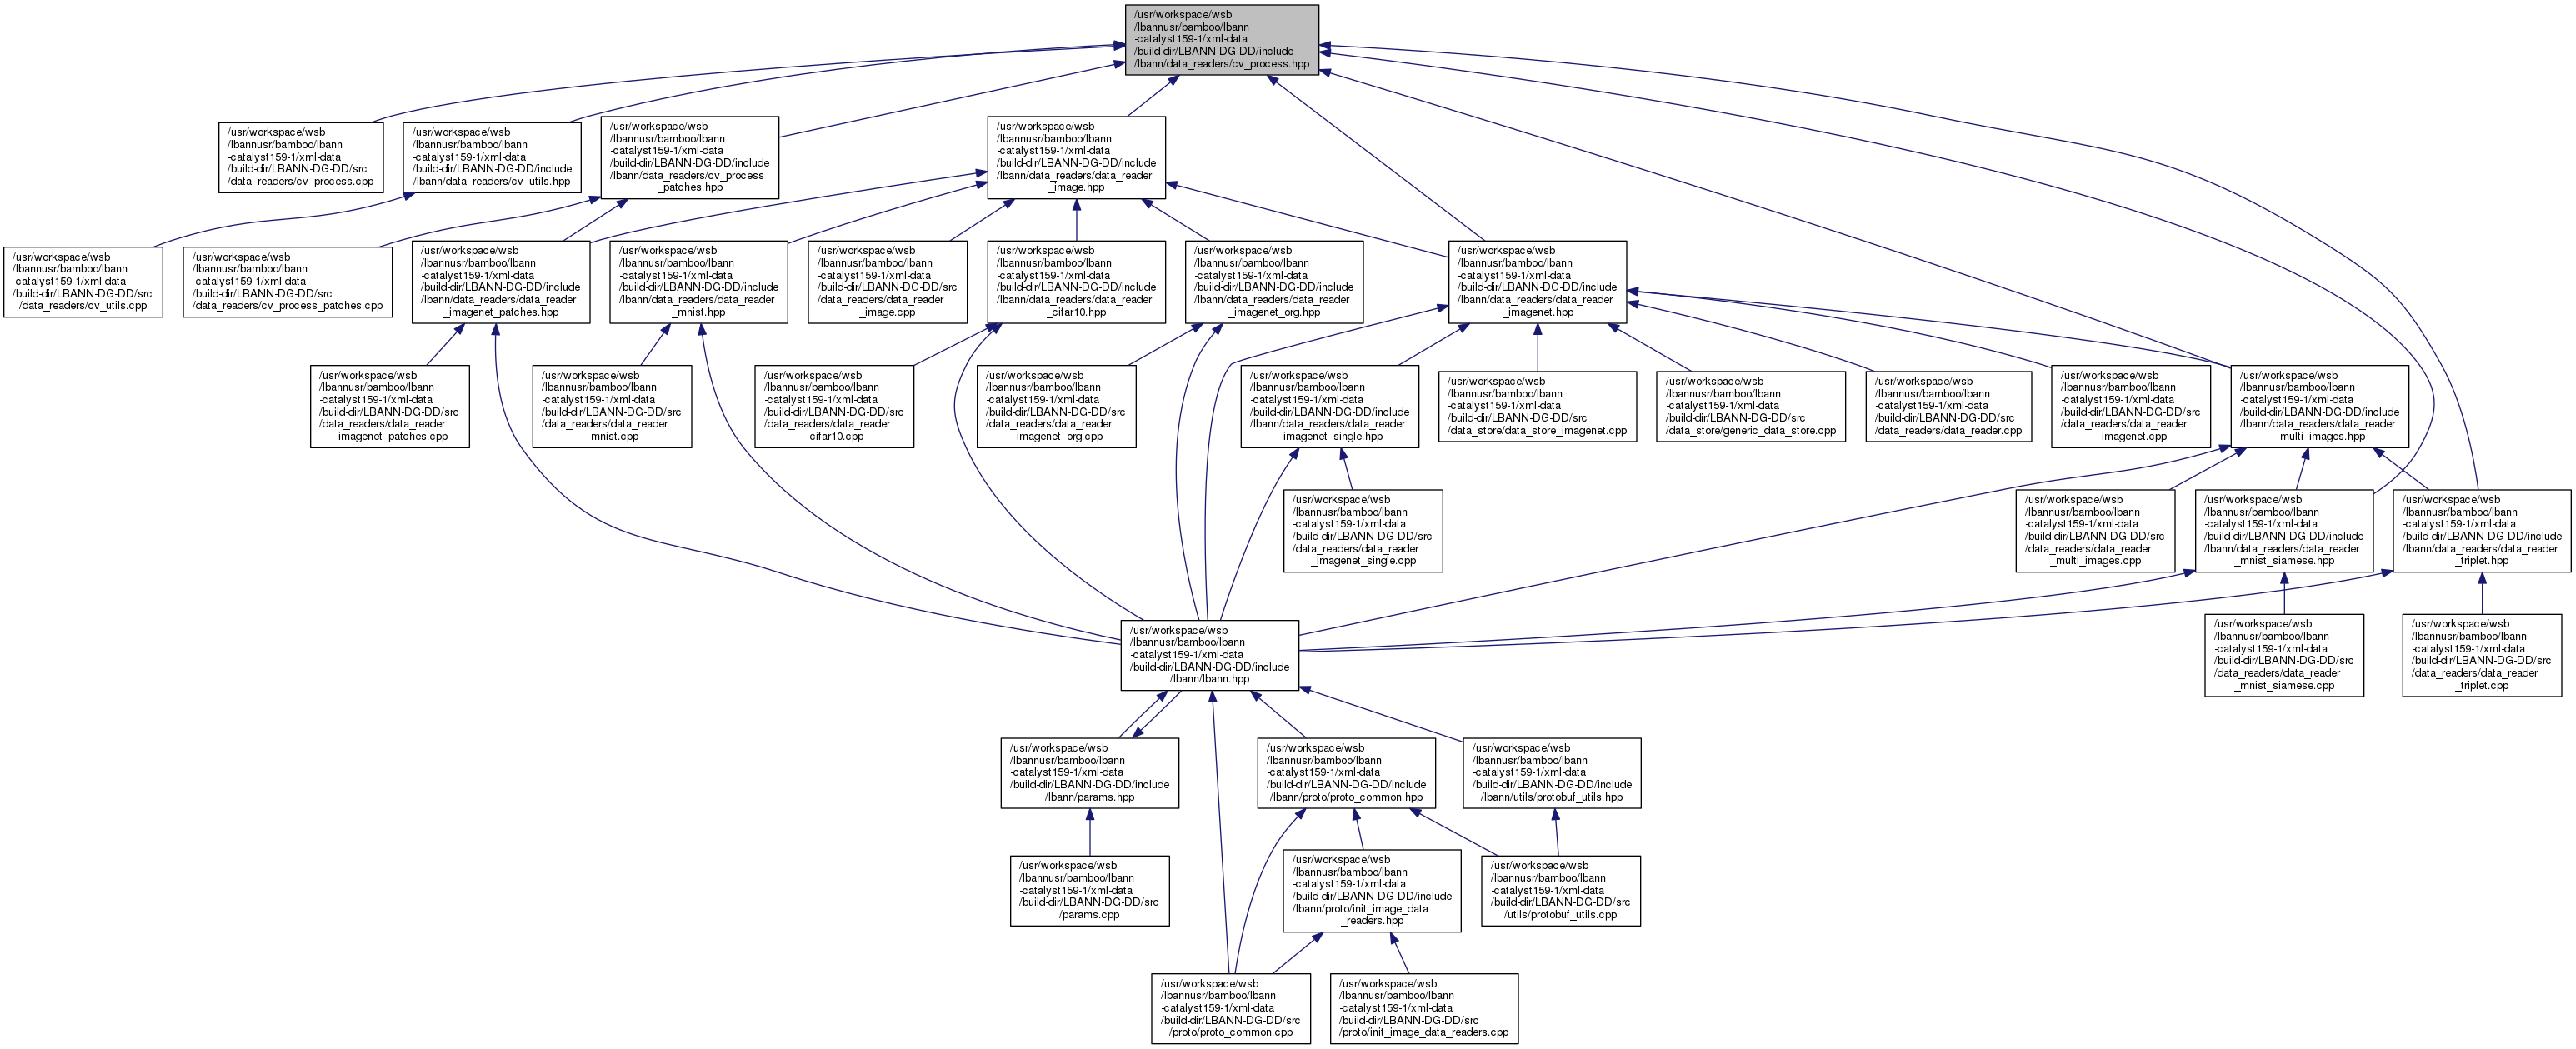 /usr/workspace/wsb
/lbannusr/bamboo/lbann
-catalyst159-1/xml-data
/build-dir/LBANN-DG-DD/include
/lbann/data_readers/cv_process.hpp
/usr/workspace/wsb
/lbannusr/bamboo/lbann
-catalyst159-1/xml-data
/build-dir/LBANN-DG-DD/src
/data_readers/cv_process.cpp
/usr/workspace/wsb
/lbannusr/bamboo/lbann
-catalyst159-1/xml-data
/build-dir/LBANN-DG-DD/include
/lbann/data_readers/cv_utils.hpp
/usr/workspace/wsb
/lbannusr/bamboo/lbann
-catalyst159-1/xml-data
/build-dir/LBANN-DG-DD/include
/lbann/data_readers/cv_process
_patches.hpp
/usr/workspace/wsb
/lbannusr/bamboo/lbann
-catalyst159-1/xml-data
/build-dir/LBANN-DG-DD/include
/lbann/data_readers/data_reader
_image.hpp
/usr/workspace/wsb
/lbannusr/bamboo/lbann
-catalyst159-1/xml-data
/build-dir/LBANN-DG-DD/src
/data_readers/cv_utils.cpp
/usr/workspace/wsb
/lbannusr/bamboo/lbann
-catalyst159-1/xml-data
/build-dir/LBANN-DG-DD/src
/data_readers/cv_process_patches.cpp
/usr/workspace/wsb
/lbannusr/bamboo/lbann
-catalyst159-1/xml-data
/build-dir/LBANN-DG-DD/include
/lbann/data_readers/data_reader
_imagenet_patches.hpp
/usr/workspace/wsb
/lbannusr/bamboo/lbann
-catalyst159-1/xml-data
/build-dir/LBANN-DG-DD/include
/lbann/data_readers/data_reader
_mnist.hpp
/usr/workspace/wsb
/lbannusr/bamboo/lbann
-catalyst159-1/xml-data
/build-dir/LBANN-DG-DD/src
/data_readers/data_reader
_image.cpp
/usr/workspace/wsb
/lbannusr/bamboo/lbann
-catalyst159-1/xml-data
/build-dir/LBANN-DG-DD/include
/lbann/data_readers/data_reader
_cifar10.hpp
/usr/workspace/wsb
/lbannusr/bamboo/lbann
-catalyst159-1/xml-data
/build-dir/LBANN-DG-DD/include
/lbann/data_readers/data_reader
_imagenet_org.hpp
/usr/workspace/wsb
/lbannusr/bamboo/lbann
-catalyst159-1/xml-data
/build-dir/LBANN-DG-DD/include
/lbann/data_readers/data_reader
_imagenet.hpp
/usr/workspace/wsb
/lbannusr/bamboo/lbann
-catalyst159-1/xml-data
/build-dir/LBANN-DG-DD/src
/data_readers/data_reader
_imagenet_patches.cpp
/usr/workspace/wsb
/lbannusr/bamboo/lbann
-catalyst159-1/xml-data
/build-dir/LBANN-DG-DD/src
/data_readers/data_reader
_mnist.cpp
/usr/workspace/wsb
/lbannusr/bamboo/lbann
-catalyst159-1/xml-data
/build-dir/LBANN-DG-DD/src
/data_readers/data_reader
_cifar10.cpp
/usr/workspace/wsb
/lbannusr/bamboo/lbann
-catalyst159-1/xml-data
/build-dir/LBANN-DG-DD/src
/data_readers/data_reader
_imagenet_org.cpp
/usr/workspace/wsb
/lbannusr/bamboo/lbann
-catalyst159-1/xml-data
/build-dir/LBANN-DG-DD/include
/lbann/data_readers/data_reader
_imagenet_single.hpp
/usr/workspace/wsb
/lbannusr/bamboo/lbann
-catalyst159-1/xml-data
/build-dir/LBANN-DG-DD/src
/data_store/data_store_imagenet.cpp
/usr/workspace/wsb
/lbannusr/bamboo/lbann
-catalyst159-1/xml-data
/build-dir/LBANN-DG-DD/src
/data_store/generic_data_store.cpp
/usr/workspace/wsb
/lbannusr/bamboo/lbann
-catalyst159-1/xml-data
/build-dir/LBANN-DG-DD/src
/data_readers/data_reader.cpp
/usr/workspace/wsb
/lbannusr/bamboo/lbann
-catalyst159-1/xml-data
/build-dir/LBANN-DG-DD/src
/data_readers/data_reader
_imagenet.cpp
/usr/workspace/wsb
/lbannusr/bamboo/lbann
-catalyst159-1/xml-data
/build-dir/LBANN-DG-DD/include
/lbann/data_readers/data_reader
_multi_images.hpp
/usr/workspace/wsb
/lbannusr/bamboo/lbann
-catalyst159-1/xml-data
/build-dir/LBANN-DG-DD/src
/data_readers/data_reader
_imagenet_single.cpp
/usr/workspace/wsb
/lbannusr/bamboo/lbann
-catalyst159-1/xml-data
/build-dir/LBANN-DG-DD/src
/data_readers/data_reader
_multi_images.cpp
/usr/workspace/wsb
/lbannusr/bamboo/lbann
-catalyst159-1/xml-data
/build-dir/LBANN-DG-DD/include
/lbann/data_readers/data_reader
_mnist_siamese.hpp
/usr/workspace/wsb
/lbannusr/bamboo/lbann
-catalyst159-1/xml-data
/build-dir/LBANN-DG-DD/include
/lbann/data_readers/data_reader
_triplet.hpp
/usr/workspace/wsb
/lbannusr/bamboo/lbann
-catalyst159-1/xml-data
/build-dir/LBANN-DG-DD/include
/lbann/lbann.hpp
/usr/workspace/wsb
/lbannusr/bamboo/lbann
-catalyst159-1/xml-data
/build-dir/LBANN-DG-DD/src
/data_readers/data_reader
_mnist_siamese.cpp
/usr/workspace/wsb
/lbannusr/bamboo/lbann
-catalyst159-1/xml-data
/build-dir/LBANN-DG-DD/src
/data_readers/data_reader
_triplet.cpp
/usr/workspace/wsb
/lbannusr/bamboo/lbann
-catalyst159-1/xml-data
/build-dir/LBANN-DG-DD/include
/lbann/params.hpp
/usr/workspace/wsb
/lbannusr/bamboo/lbann
-catalyst159-1/xml-data
/build-dir/LBANN-DG-DD/include
/lbann/proto/proto_common.hpp
/usr/workspace/wsb
/lbannusr/bamboo/lbann
-catalyst159-1/xml-data
/build-dir/LBANN-DG-DD/include
/lbann/utils/protobuf_utils.hpp
/usr/workspace/wsb
/lbannusr/bamboo/lbann
-catalyst159-1/xml-data
/build-dir/LBANN-DG-DD/src
/params.cpp
/usr/workspace/wsb
/lbannusr/bamboo/lbann
-catalyst159-1/xml-data
/build-dir/LBANN-DG-DD/include
/lbann/proto/init_image_data
_readers.hpp
/usr/workspace/wsb
/lbannusr/bamboo/lbann
-catalyst159-1/xml-data
/build-dir/LBANN-DG-DD/src
/utils/protobuf_utils.cpp
/usr/workspace/wsb
/lbannusr/bamboo/lbann
-catalyst159-1/xml-data
/build-dir/LBANN-DG-DD/src
/proto/proto_common.cpp
/usr/workspace/wsb
/lbannusr/bamboo/lbann
-catalyst159-1/xml-data
/build-dir/LBANN-DG-DD/src
/proto/init_image_data_readers.cpp